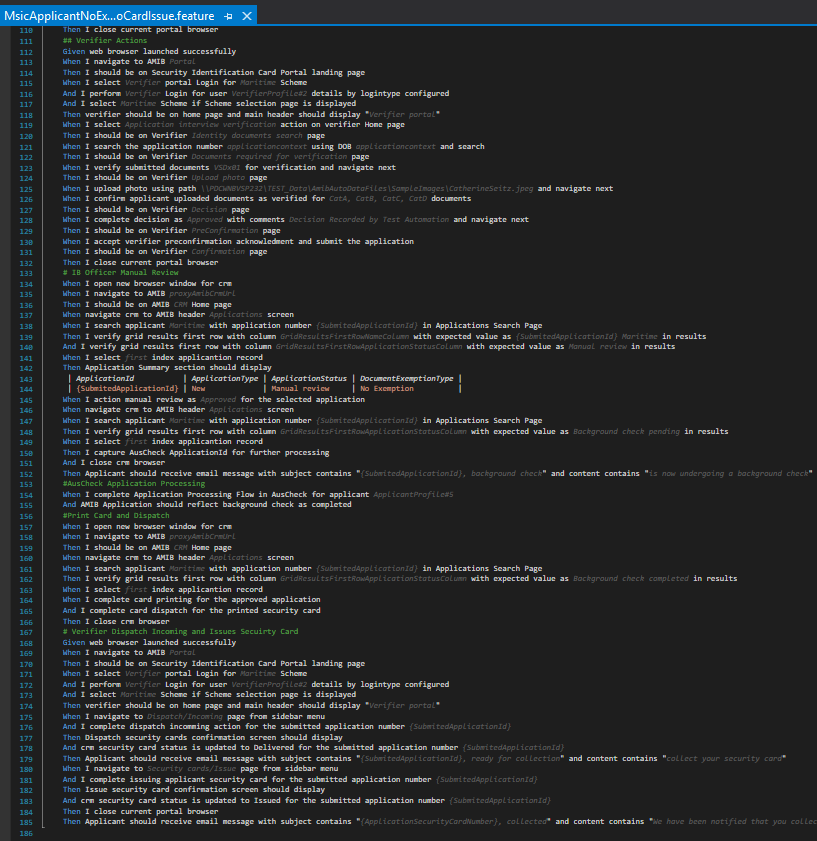 MsicApplicantNoEx...oCardIssue.feature
110 Then I close current portal browser
111 ## Verifier Actions
112 Given web browser launched successfully
113 When I navigate to AMIB Portal
114 Then I should be on Security Identification Card Portal landing page
115 When I select Verifier portal Login for Maritime Scheme
116 And I perform Verifier Login for user VerifierProfile#2 details by logintype configured
117 And I select Maritime Scheme if Scheme selection page is displayed
118 Then verifier should be on home page and main header should display "Verifier portal"
119 When I select Application interview verification action on verifier Home page
120 Then I should be on Verifier Identity documents search page
121 When I search the application number applicationcontext using DOB applicationcontext and search
122 Then I should be on Verifier Documents required for verification page
123 When I verify submitted documents VSDx01 for verification and navigate next
124 Then I should be on Verifier Upload photo page
125 When I upload photo using path \\PDCWNBVSP232\TEST_Data\AmibAutoDataFiles\SampleImages\CatherineSeitz.jpeg and navigate next
126 When I confirm applicant uploaded documents as verified for CatA, CatB, CatC, CatD documents
127 Then I should be on Verifier Decision page
128 When I complete decision as Approved with comments Decision Recorded by Test Automation and navigate next
129 Then I should be on Verifier PreConfirmation page
130 When I accept verifier preconfirmation acknowledment and submit the application
131 Then I should be on Verifier Confirmation page
132 Then I close current portal browser
133 # IB Officer Manual Review
134 When I open new browser window for crm
135 When I navigate to AMIB proxyAmibCrmUrl
136 Then I should be on AMIB CRM Home page
137 When navigate crm to AMIB header Applications screen
138 When I search applicant Maritime with application number {SubmitedApplicationId} in Applications Search Page
139 Then I verify grid results first row with column GridResultsFirstRowNameColumn with expected value as {SubmitedApplicationId} Maritime in results
140 And I verify grid results first row with column GridResultsFirstRowApplicationStatusColumn with expected value as Manual review in results
141 When I select first index applicantion record
142 Then Application Summary section should display
143 | ApplicationId | ApplicationType | ApplicationStatus | DocumentExemptionType |
144 | {SubmitedApplicationId} | New | Manual review | No Exemption |
145 When I action manual review as Approved for the selected application
146 When navigate crm to AMIB header Applications screen
147 When I search applicant Maritime with application number {SubmitedApplicationId} in Applications Search Page
148 Then I verify grid results first row with column GridResultsFirstRowApplicationStatusColumn with expected value as Background check pending in results
149 When I select first index applicantion record
150 Then I capture AusCheck ApplicationId for further processing
151 And I close crm browser
152 Then Applicant should receive email message with subject contains "{SubmitedApplicationId}, background check" and content contains "is now undergoing a background check"
153 #AusCheck Application Processing
154 When I complete Application Processing Flow in AusCheck for applicant ApplicantProfile#5
155 And AMIB Application should reflect background check as completed
156 #Print Card and Dispatch
157 When I open new browser window for crm
158 When I navigate to AMIB proxyAmibCrmUrl
159 Then I should be on AMIB CRM Home page
160 When navigate crm to AMIB header Applications screen
161 When I search applicant Maritime with application number {SubmitedApplicationId} in Applications Search Page
162 Then I verify grid results first row with column GridResultsFirstRowApplicationStatusColumn with expected value as Background check completed in results
163 When I select first index applicantion record
164 When I complete card printing for the approved application
165 And I complete card dispatch for the printed security card
166 Then I close crm browser
167 # Verifier Dispatch Incoming and Issues Secuirty Card
168 Given web browser launched successfully
169 When I navigate to AMIB Portal
170 Then I should be on Security Identification Card Portal landing page
171 When I select Verifier portal Login for Maritime Scheme
172 And I perform Verifier Login for user VerifierProfile#2 details by logintype configured
173 And I select Maritime Scheme if Scheme selection page is displayed
174 Then verifier should be on home page and main header should display "Verifier portal"
175 When I navigate to Dispatch/Incoming page from sidebar menu
176 And I complete dispatch incomming action for the submitted application number {SubmitedApplicationId}
177 Then Dispatch security cards confirmation screen should display
178 And crm security card status is updated to Delivered for the submitted application number {SubmitedApplicationId}
179 Then Applicant should receive email message with subject contains "{SubmitedApplicationId}, ready for collection" and content contains "collect your security card"
180 When I navigate to Security cards/Issue page from sidebar menu
181 And I complete issuing applicant security card for the submitted application number {SubmitedApplicationId}
182 Then Issue security card confirmation screen should display
183 And crm security card status is updated to Issued for the submitted application number {SubmitedApplicationId}
184 Then I close current portal browser
185 Then Applicant should receive email message with subject contains "{ApplicationSecurityCardNumber}, collected" and content contains "We have been notified that you collec
186